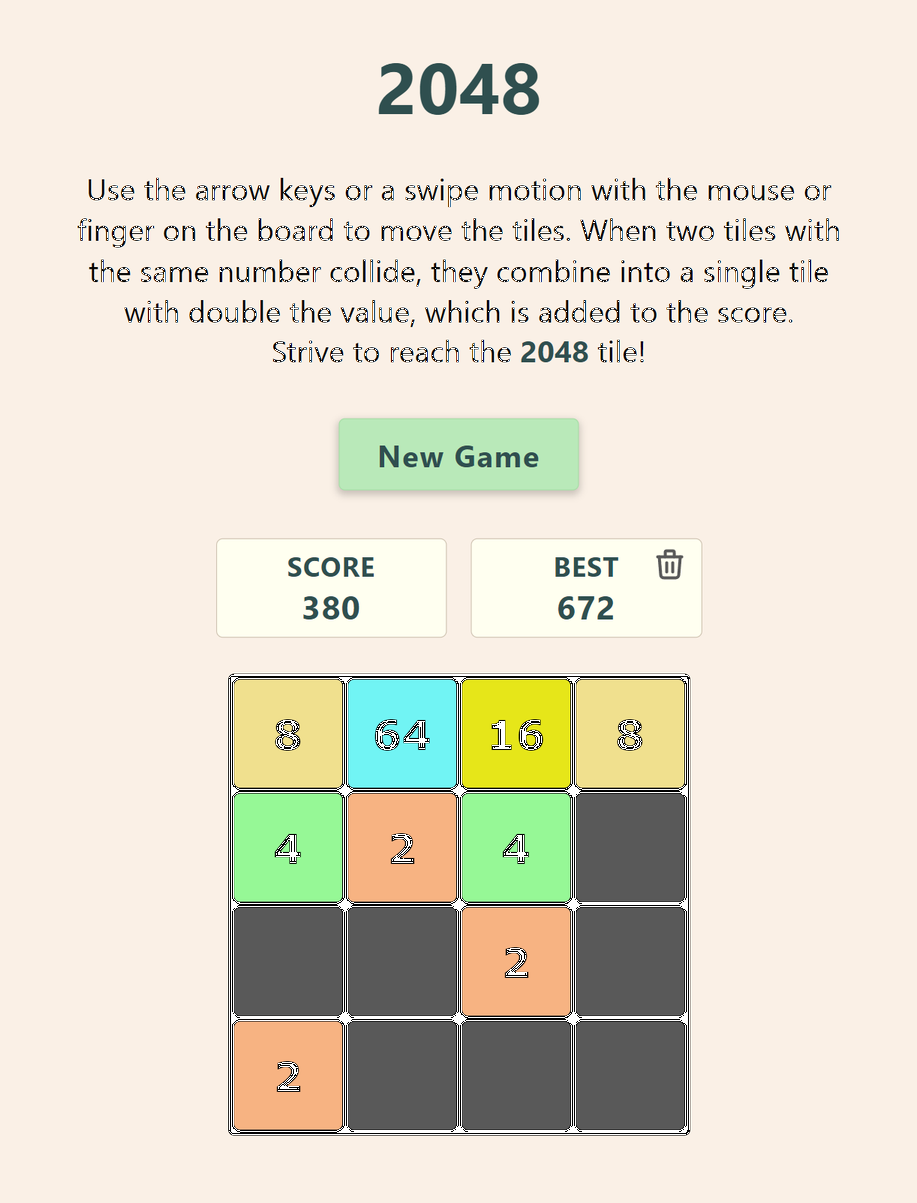 2048
Use the arrow keys or a swipe motion with the mouse or
finger on the board to move the tiles. When two tiles with
the same number collide, they combine into a single tile
with double the value, which is added to the score.
Strive to reach the 2048 tile!
New Game
SCORE
380
BEST
672
8 64 16 8
4 2 4
2
2